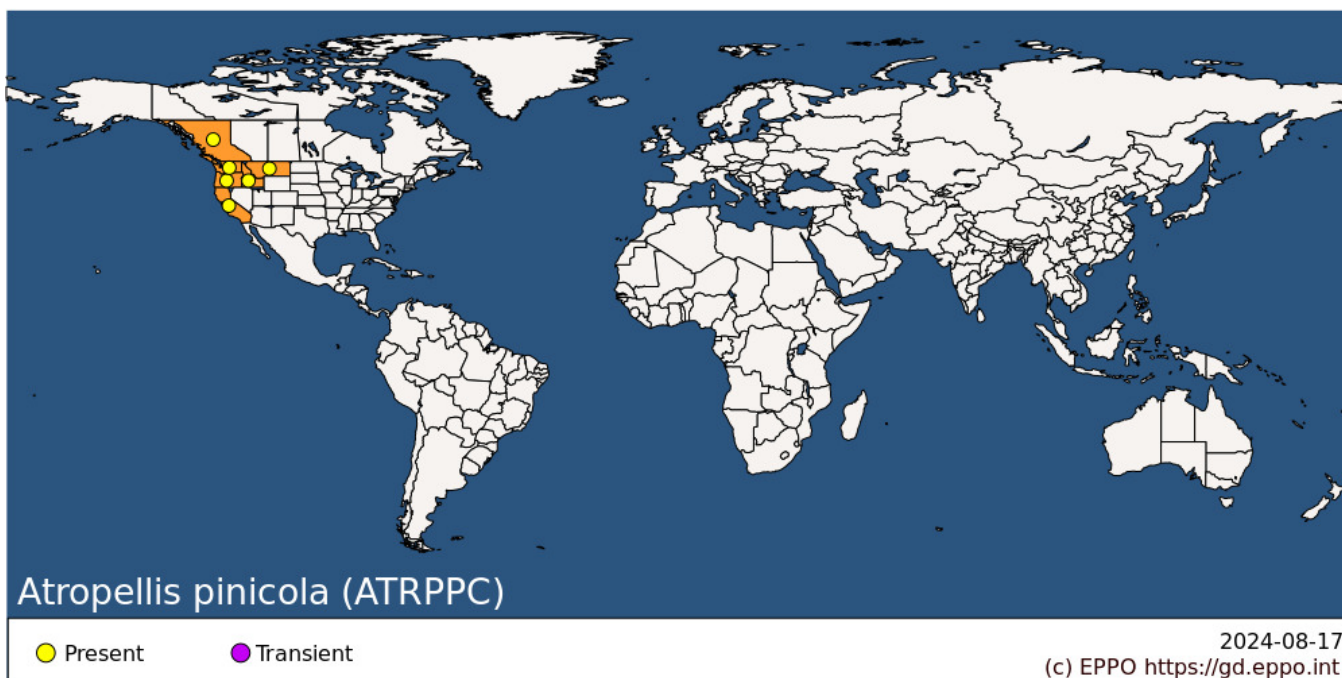 Atropellis pinicola (ATRPPC)
Present
Transient
2024-08-17
(c) EPPO https://gd.eppo.int